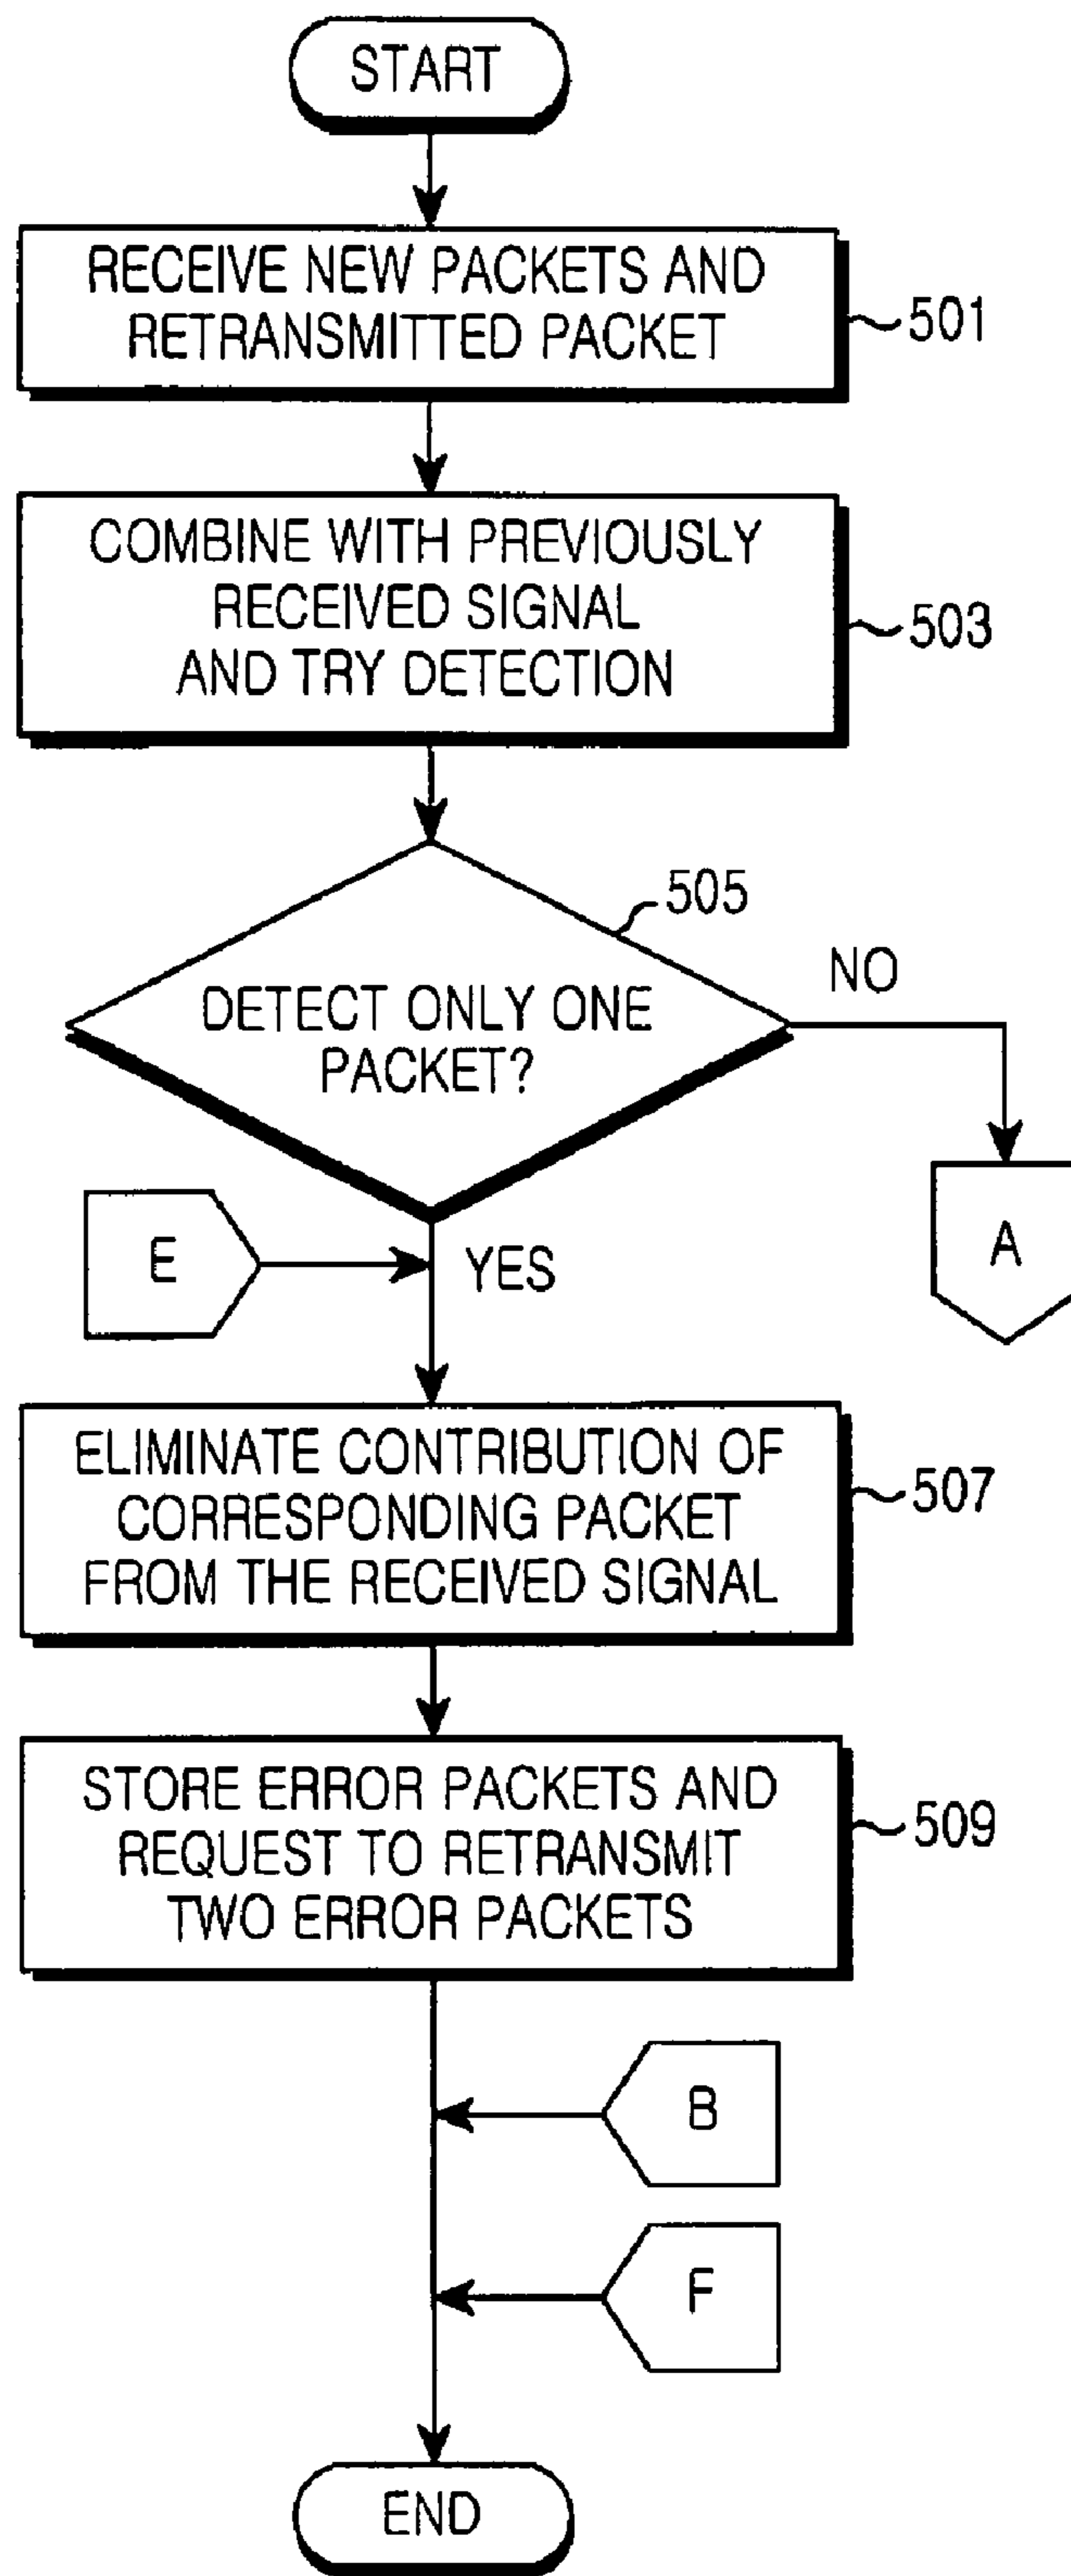 START
RECEIVE NEW PACKETS AND
RETRANSMITTED PACKET
501
COMBINE WITH PREVIOUSLY
RECEIVED SIGNAL
AND TRY DETECTION
503
505
NO
DETECT ONLY ONE
PACKET?
A
E
YES
ELIMINATE CONTRIBUTION OF
CORRESPONDING PACKET
FROM THE RECEIVED SIGNAL
507
STORE ERROR PACKETS AND
REQUEST TO RETRANSMIT
TWO ERROR PACKETS
509
B
F
END